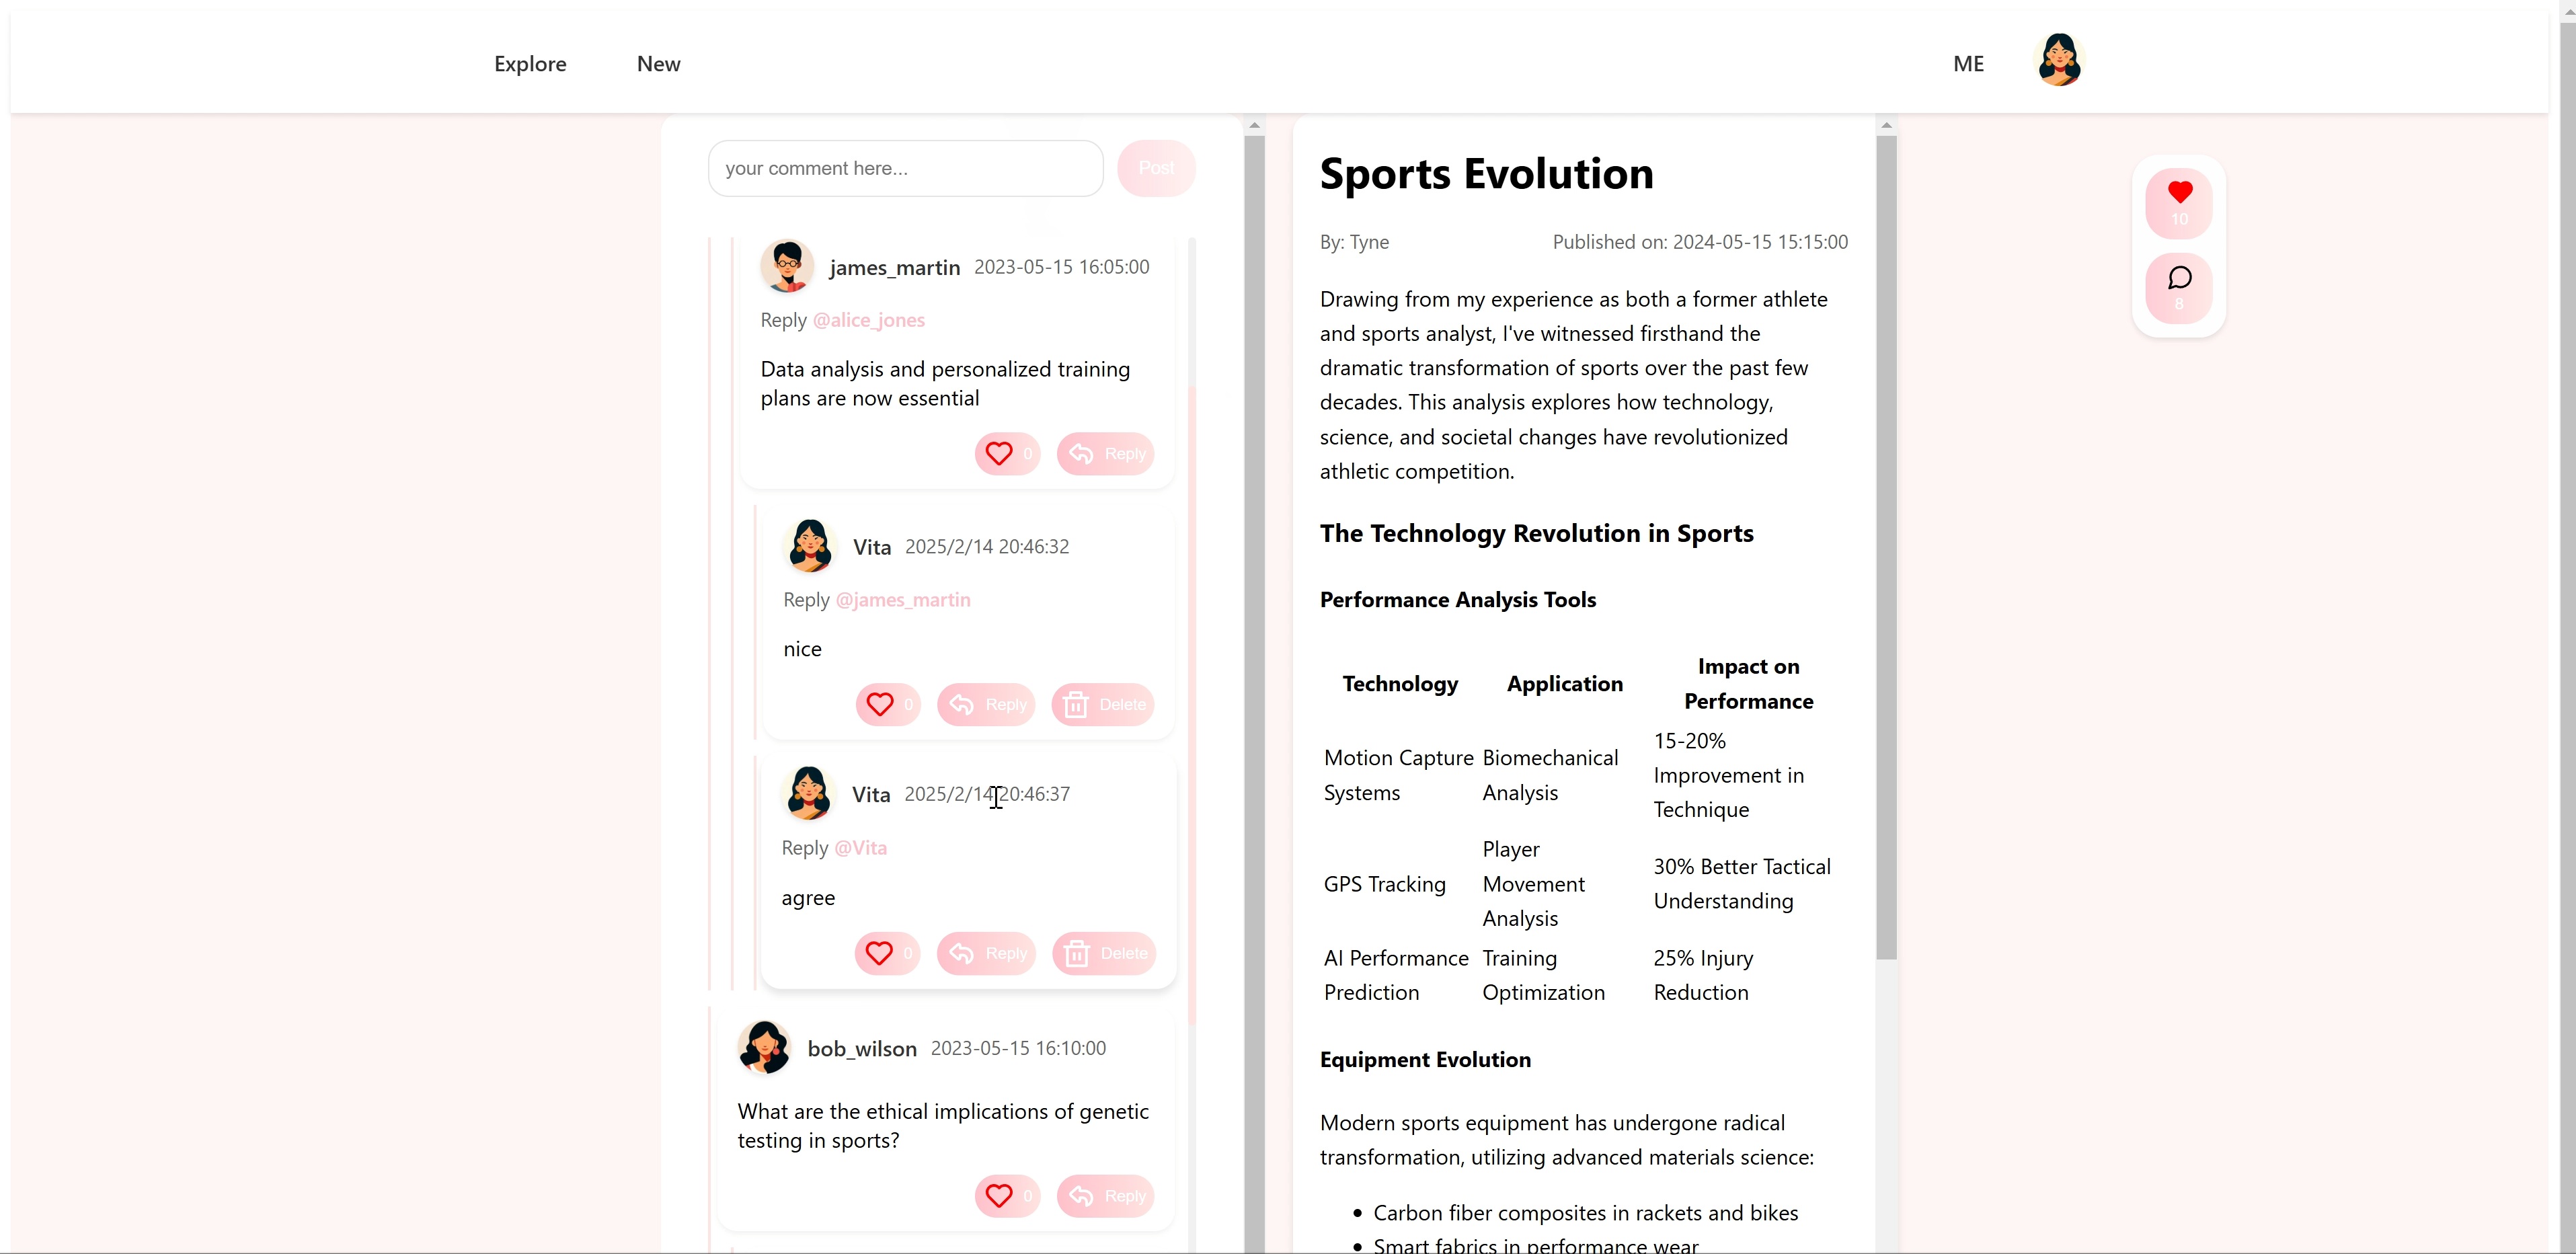 Explore
New
ME
your comment here...
Post
james_martin 2023-05-15 16:05:00
Reply @alice_jones
Data analysis and personalized training
plans are now essential
0
Reply
Vita 2025/2/14 20:46:32
Reply @james_martin
nice
0
Reply
Delete
Vita 2025/2/14 20:46:37
Reply @Vita
agree
0
Reply
Delete
bob_wilson 2023-05-15 16:10:00
What are the ethical implications of genetic
testing in sports?
0
Reply
Sports Evolution
By: Tyne
Published on: 2024-05-15 15:15:00
Drawing from my experience as both a former athlete
and sports analyst, I've witnessed firsthand the
dramatic transformation of sports over the past few
decades. This analysis explores how technology,
science, and societal changes have revolutionized
athletic competition.
The Technology Revolution in Sports
Performance Analysis Tools
Technology
Application
Impact on
Performance
Motion Capture
Systems
Biomechanical
Analysis
15-20%
Improvement in
Technique
GPS Tracking
Player
Movement
Analysis
30% Better Tactical
Understanding
AI Performance
Prediction
Training
Optimization
25% Injury
Reduction
Equipment Evolution
Modern sports equipment has undergone radical
transformation, utilizing advanced materials science:
• Carbon fiber composites in rackets and bikes
• Smart fabrics in performance wear
10
8